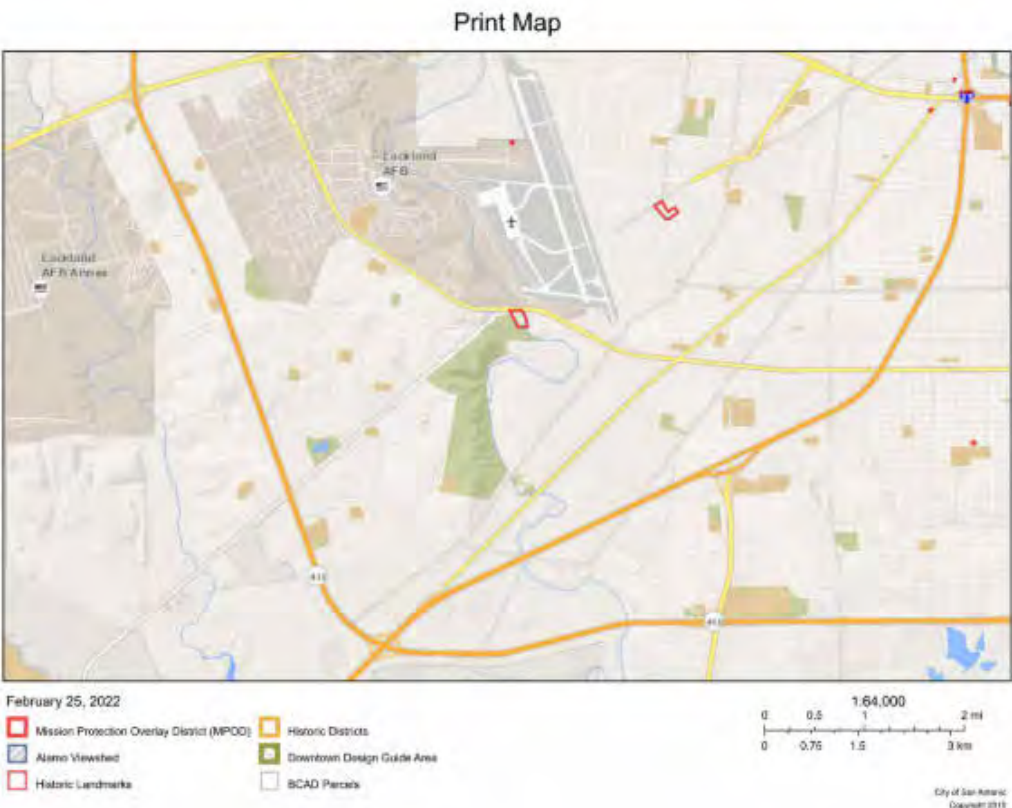 Print Map
Lackland
AFB
Lackland
AFB Annex
410
410
February 25, 2022
Mission Protection Overlay District (MPOD)
Historic Districts
Alamo Viewshed
Downtown Design Guide Area
Historic Landmarks
BCAD Parcels
1:64,000
0 0.5 1 2 mi
0 0.75 1.5 3 km
City of San Antonio